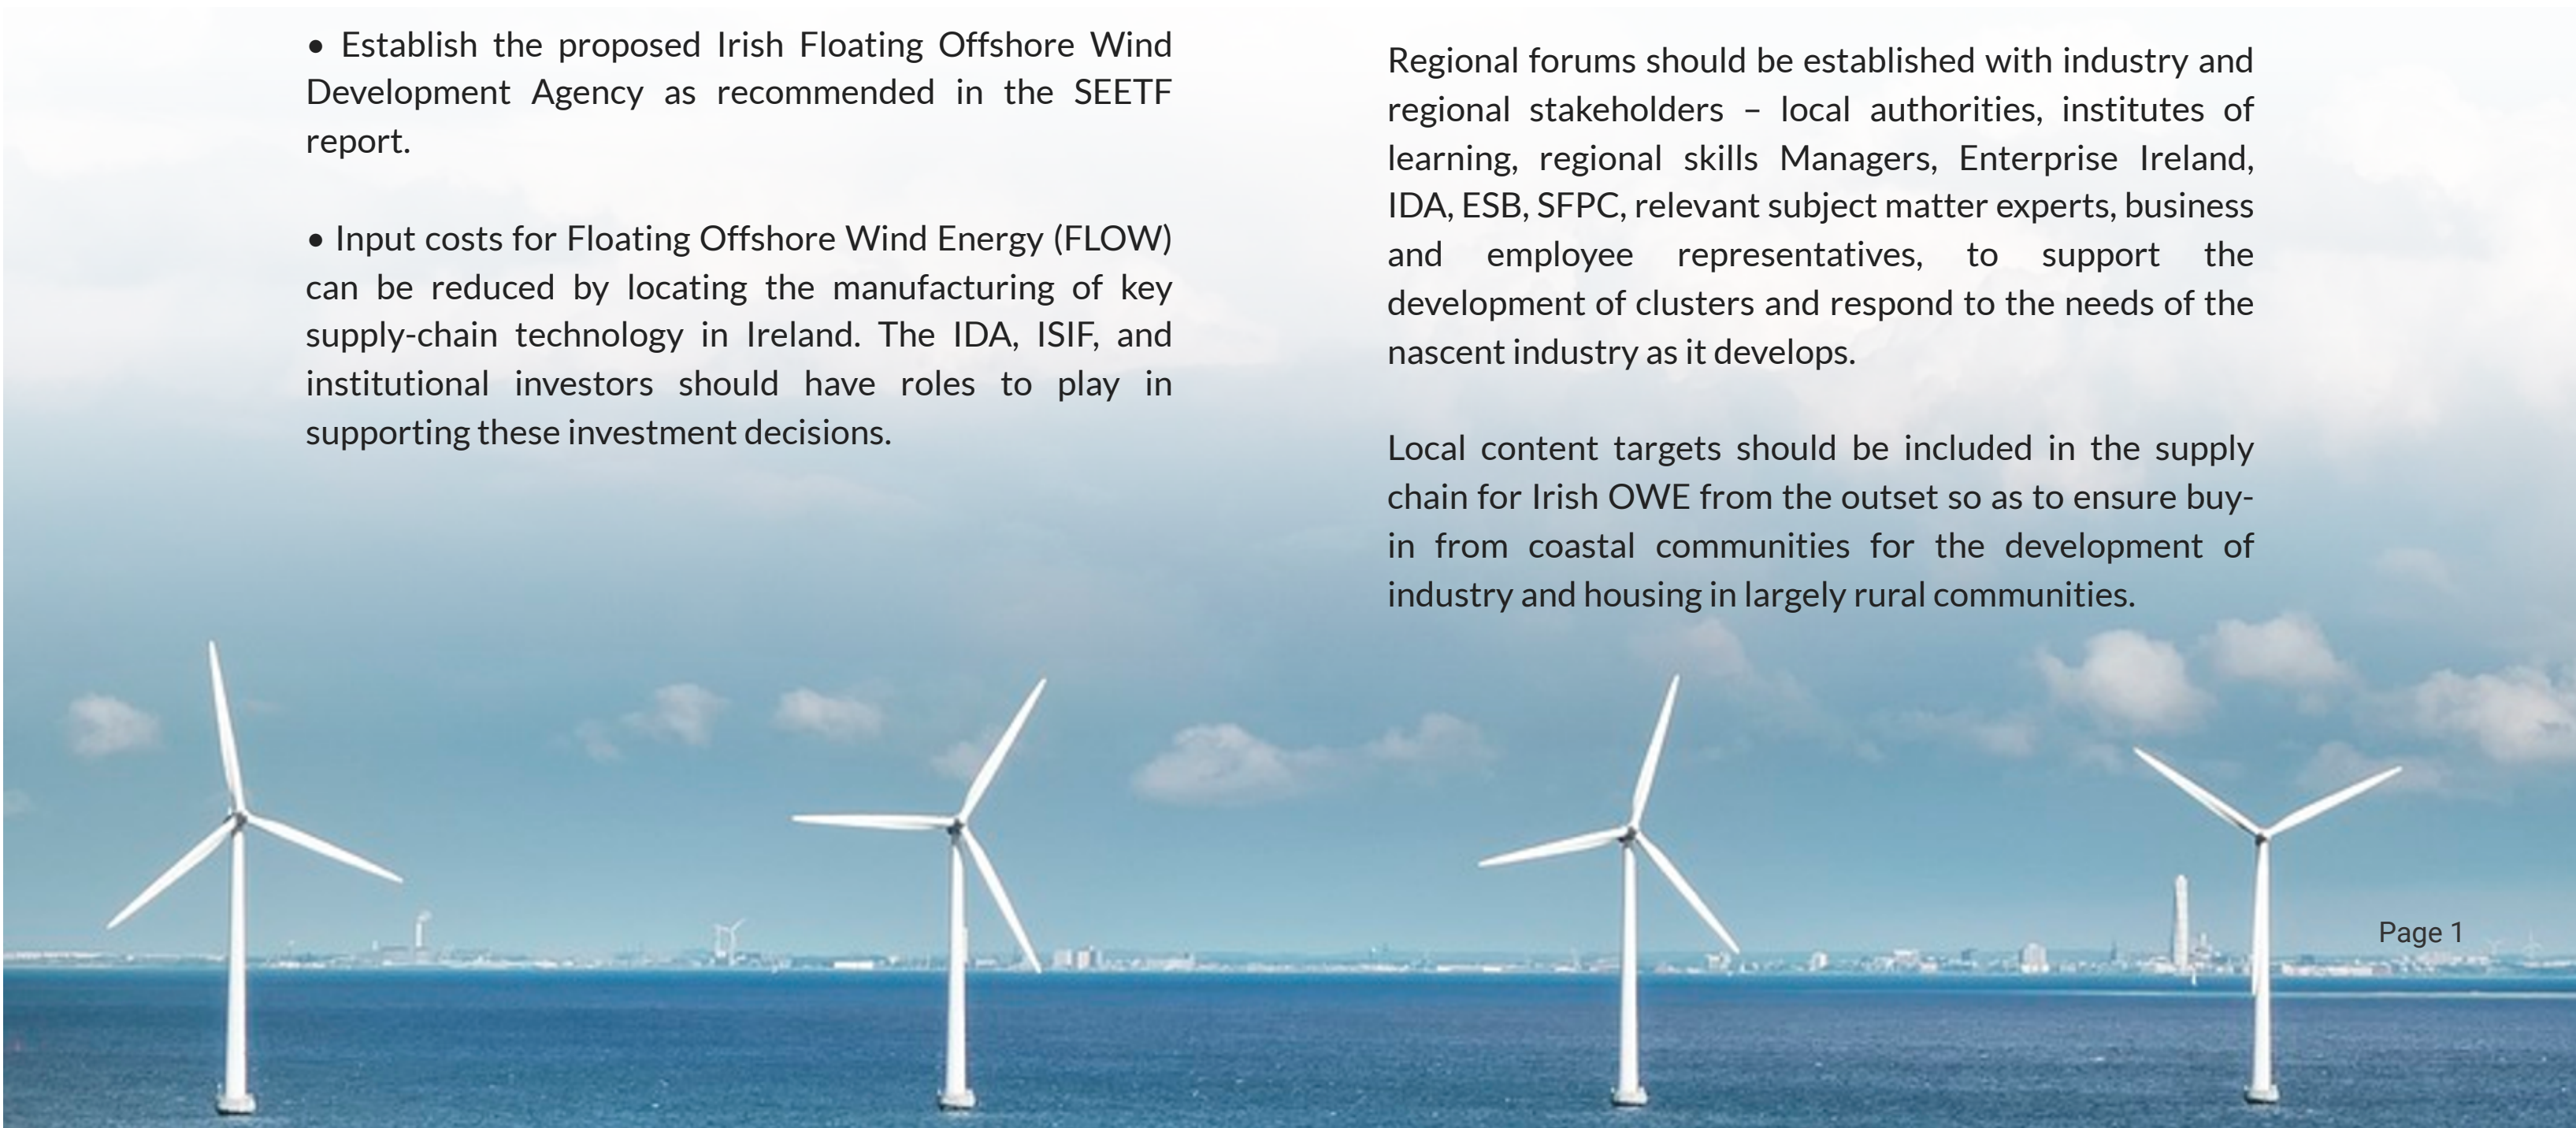 • Establish the proposed Irish Floating Offshore Wind
Development Agency as recommended in the SEETF
report.
• Input costs for Floating Offshore Wind Energy (FLOW)
can be reduced by locating the manufacturing of key
supply-chain technology in Ireland. The IDA, ISIF, and
institutional investors should have roles to play in
supporting these investment decisions.
Regional forums should be established with industry and
regional stakeholders – local authorities, institutes of
learning, regional skills Managers, Enterprise Ireland,
IDA, ESB, SFPC, relevant subject matter experts, business
and employee representatives, to support the
development of clusters and respond to the needs of the
nascent industry as it develops.
Local content targets should be included in the supply
chain for Irish OWE from the outset so as to ensure buy-
in from coastal communities for the development of
industry and housing in largely rural communities.
Page 1